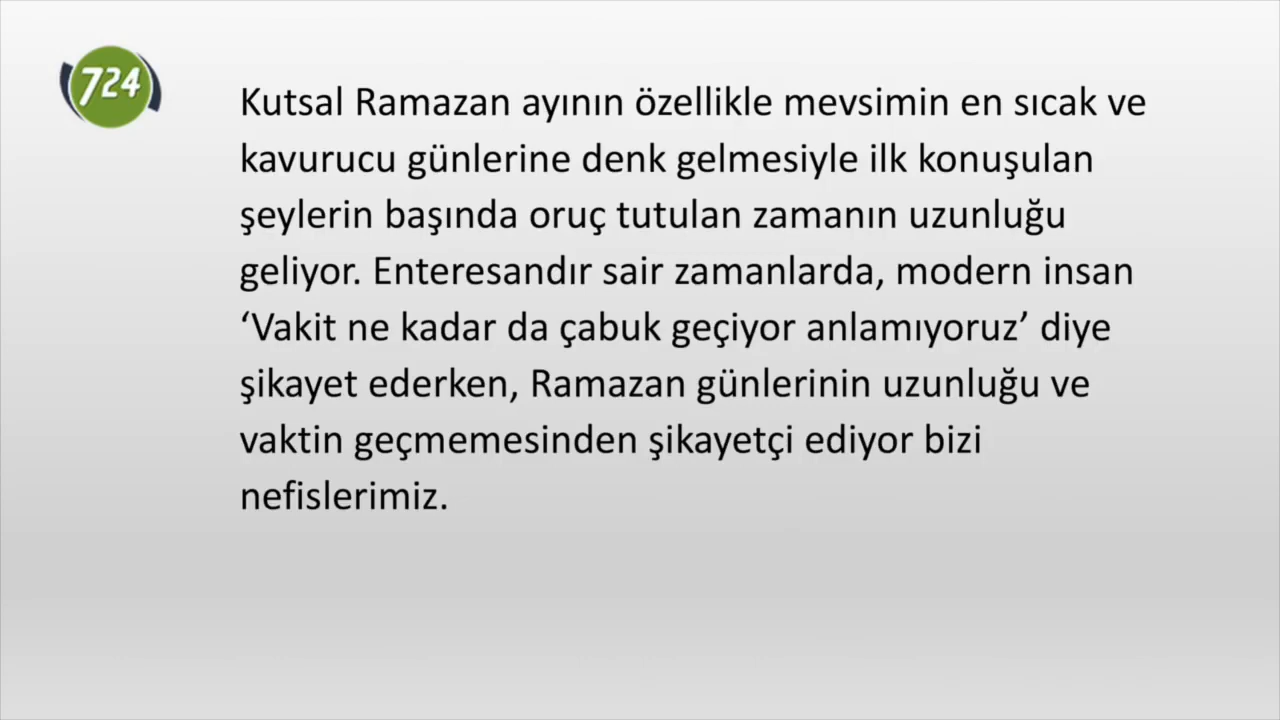 724
Kutsal Ramazan ayının özellikle mevsimin en sıcak ve
kavurucu günlerine denk gelmesiyle ilk konuşulan
şeylerin başında oruç tutulan zamanın uzunluğu
geliyor. Enteresandır sair zamanlarda, modern insan
‘Vakit ne kadar da çabuk geçiyor anlamıyoruz’ diye
şikayet ederken, Ramazan günlerinin uzunluğu ve
vaktin geçmemesinden şikayetçi ediyor bizi
nefislerimiz.